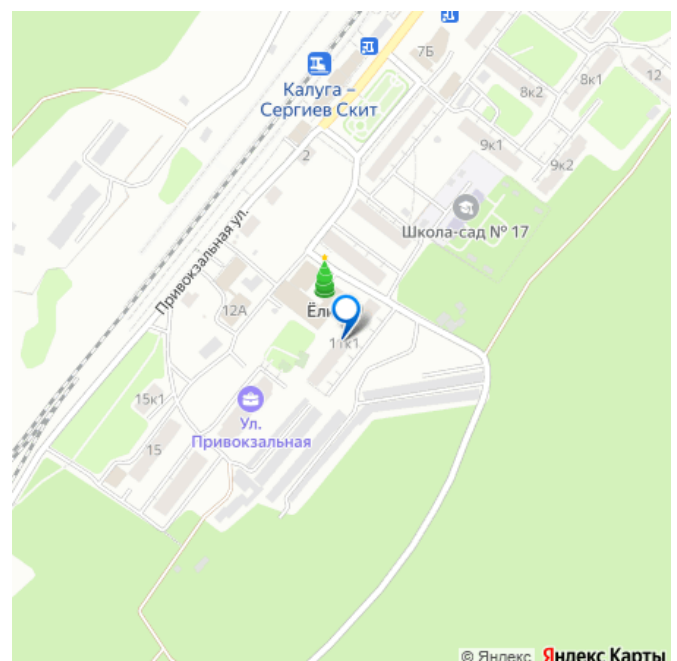 7Б
8к1
12
8к2
Калуга –
Сергиев Скит
9к1
2
9к2
Привокзальная ул.
Школа-сад № 17
12А
11к1
15к1
Ул.
Привокзальная
15
© Яндекс Яндекс Карты